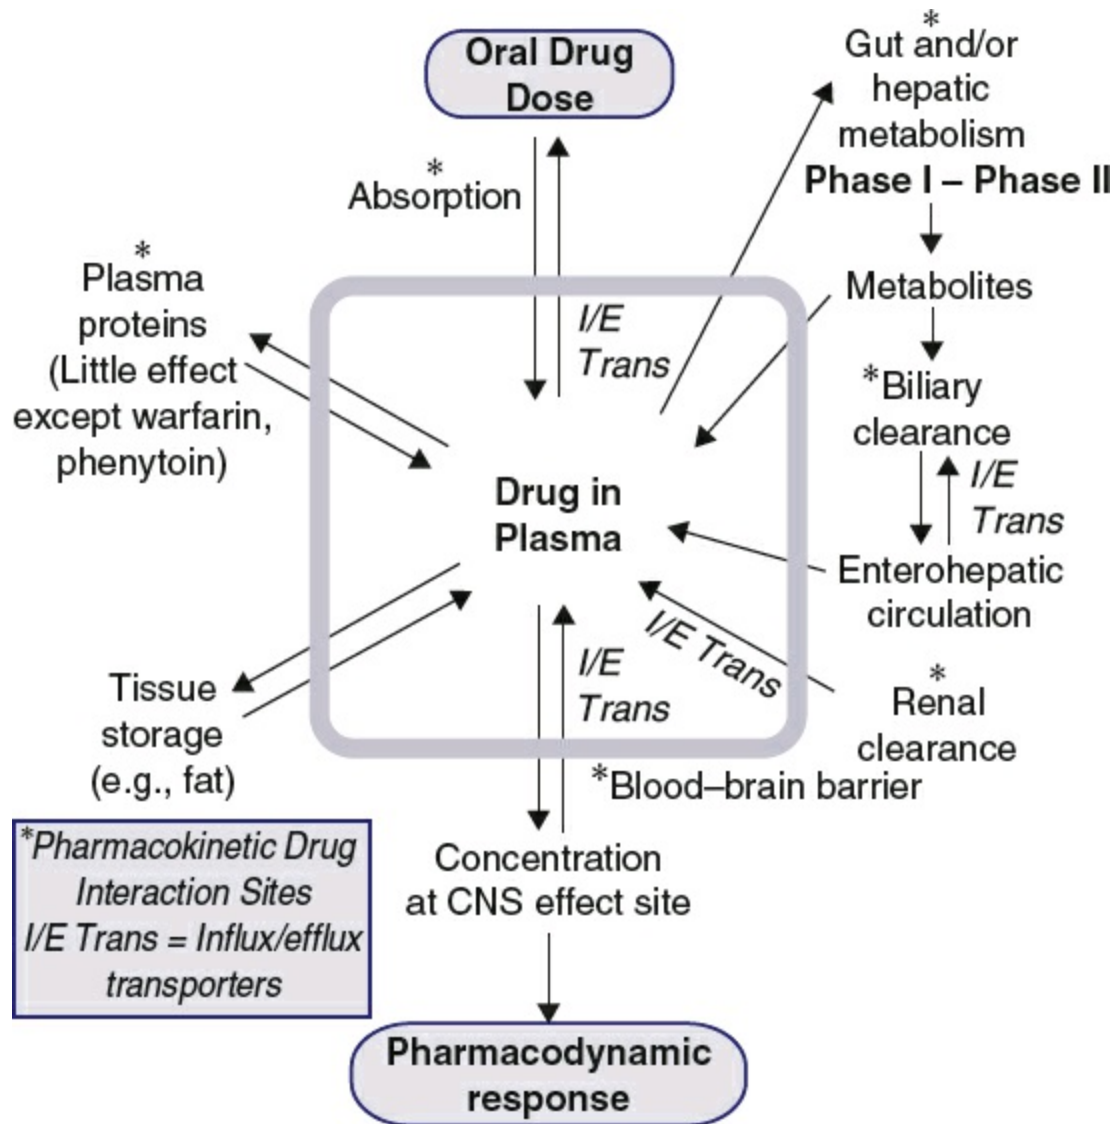 Oral Drug
Dose
*
Gut and/or
hepatic
metabolism
Phase I – Phase II
*
Absorption
*
Plasma
proteins
(Little effect
except warfarin,
phenytoin)
I/E
Trans
Metabolites
*Biliary
clearance
I/E
Trans
Drug in
Plasma
Enterohepatic
circulation
I/E Trans
*
Renal
clearance
I/E
Trans
Tissue
storage
(e.g., fat)
*Blood–brain barrier
*Pharmacokinetic Drug
Interaction Sites
I/E Trans = Influx/efflux
transporters
Concentration
at CNS effect site
Pharmacodynamic
response